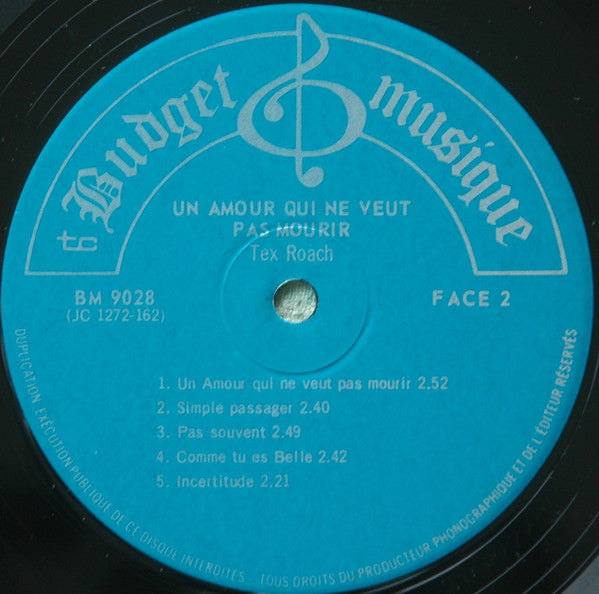 Budget musique
UN AMOUR QUI NE VEUT
PAS MOURIR
Tex Roach
BM 9028
(JC 1272-162)
FACE 2
1. Un Amour qui ne veut pas mourir 2.52
2. Simple passager 2.40
3. Pas souvent 2.49
4. Comme tu es Belle 2.42
5. Incertitude 2.21
DUPLICATION EXÉCUTION PUBLIQUE DE CE DISQUE INTERDITES - TOUS DROITS DU PRODUCTEUR PHONOGRAPHIQUE ET DE L'ÉDITEUR RÉSERVÉS